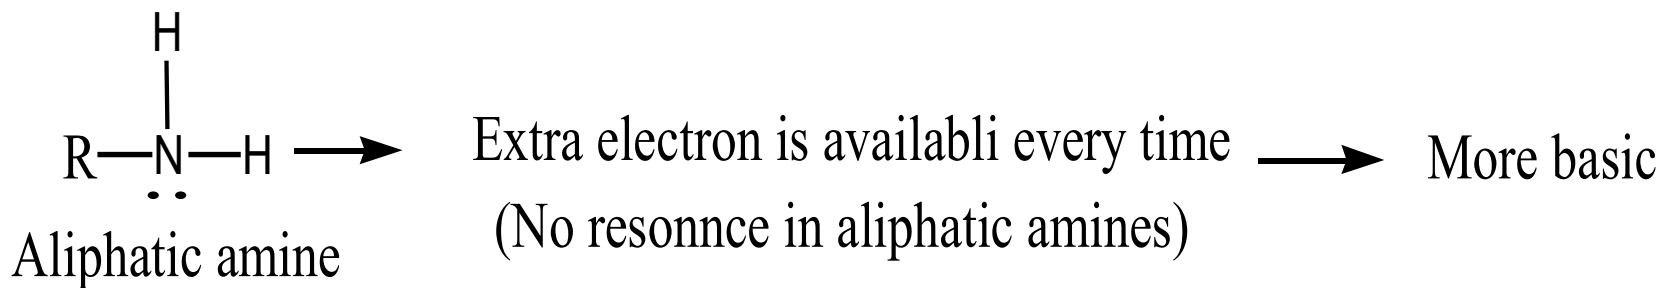 H
R—N—H
Extra electron is availabli every time
(No resonnce in aliphatic amines)
More basic
Aliphatic amine